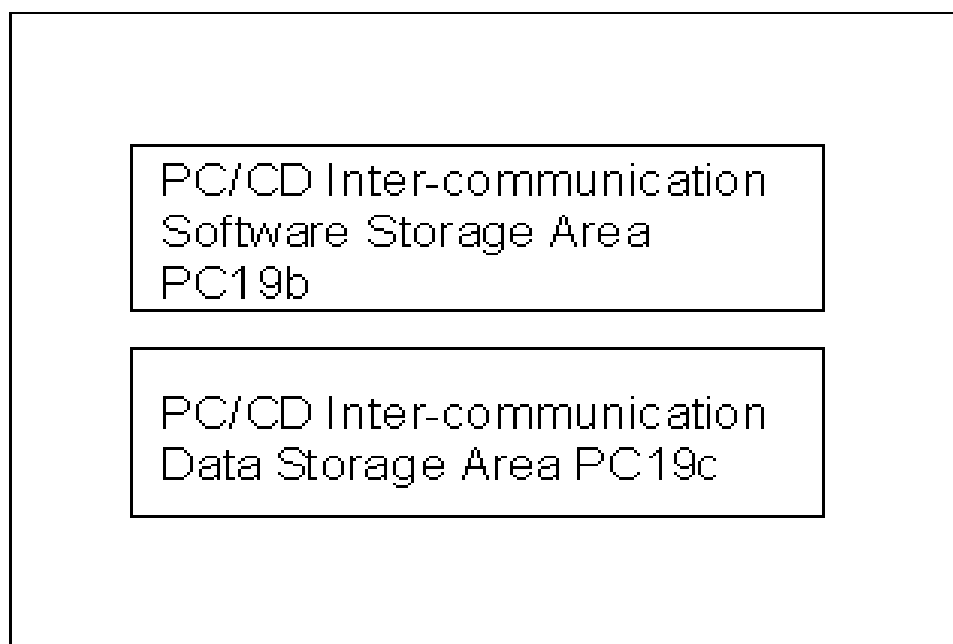 PC/CD Inter-communication
Software Storage Area
PC19b
PC/CD Inter-communication
Data Storage Area PC19c